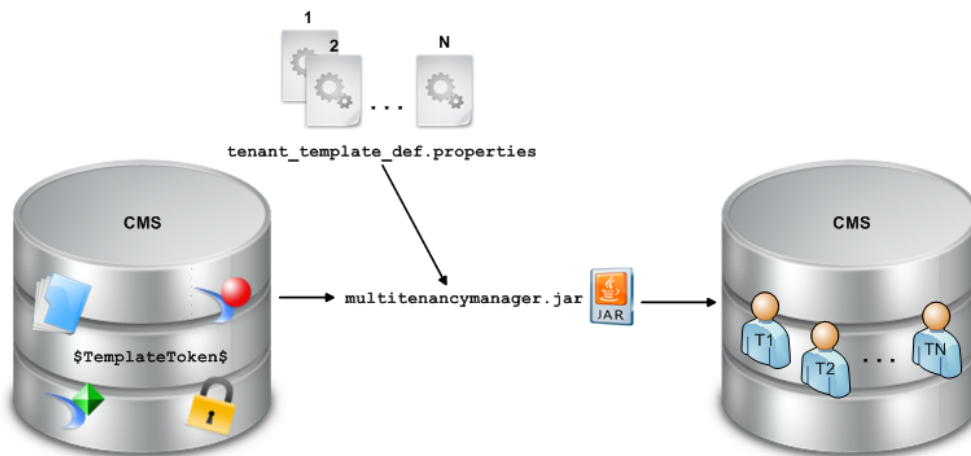 1
2
N
. . .
tenant_template_def.properties
CMS
CMS
multitenancymanager.jar
JAR
$TemplateToken$
T1
T2
. . .
TN